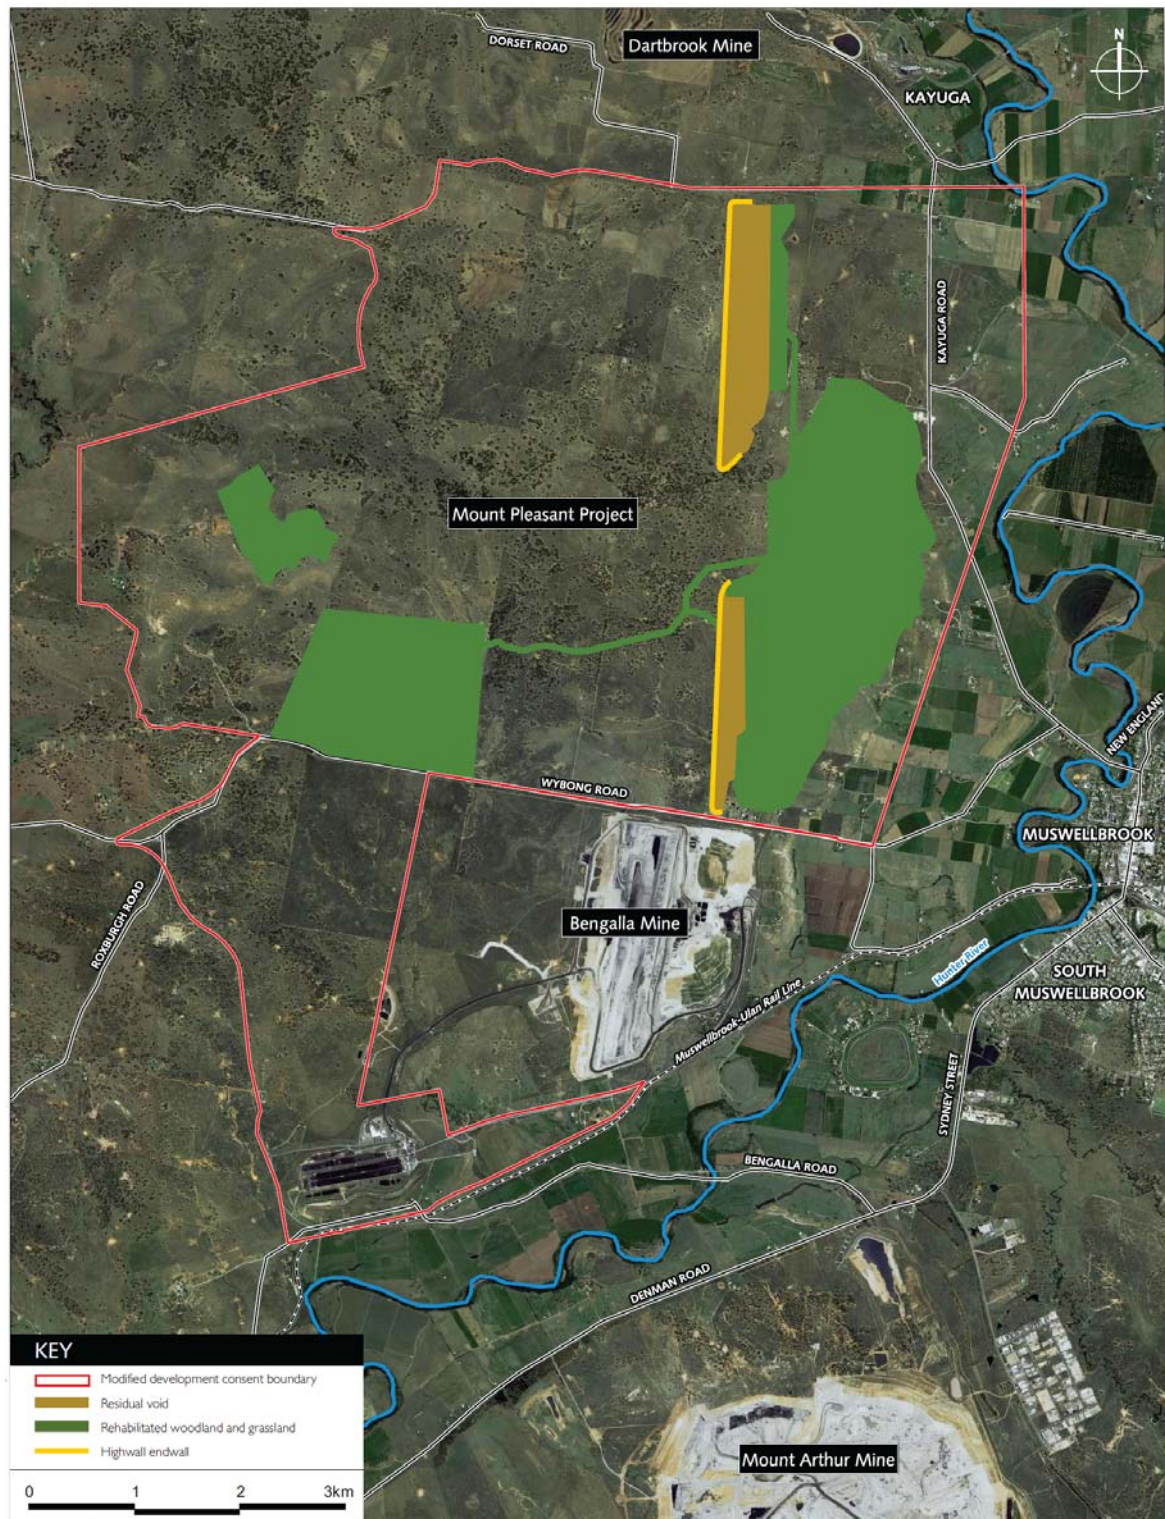 DORSET ROAD
Dartbrook Mine
N
KAYUGA
KAYUGA ROAD
Mount Pleasant Project
NEW ENGLAND
WYBONG ROAD
MUSWELLBROOK
ROXBURGH ROAD
Bengalla Mine
Hunter River
SOUTH
MUSWELLBROOK
Muswellbrook-Ulan Rail Line
SYDNEY STREET
BENGALLA ROAD
DENMAN ROAD
KEY
Modified development consent boundary
Residual void
Rehabilitated woodland and grassland
Highwall endwall
Mount Arthur Mine
0 1 2 3km